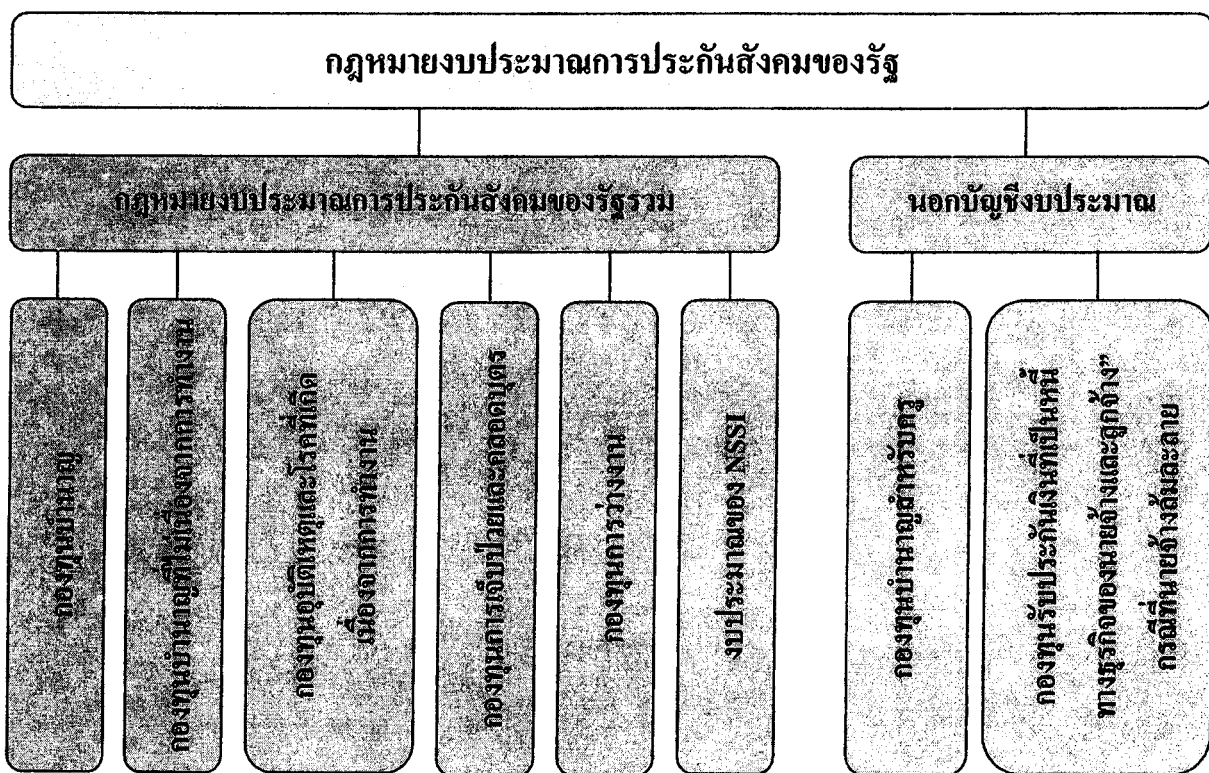 กฎหมายงบประมาณการประกันสังคมของรัฐ
กฎหมายงบประมาณการประกันสังคมของรัฐรวม
นอกบัญชีงบประมาณ
กองทุนบำนาญ
กองทุนบำนาญที่ไม่เนื่องจากการทำงาน
กองทุนอุบัติเหตุและโรคที่เกิด
เนื่องจากการทำงาน
กองทุนการเจ็บป่วยและคลอดบุตร
กองทุนการว่างงาน
งบประมาณของ NSSI
กองทุนบำนาญสำหรับครู
กองทุนรับประกันเงินที่เป็นหนี้
ทางธุรกิจของนายจ้างและลูกจ้าง”
กรณีที่นายจ้างล้มละลาย